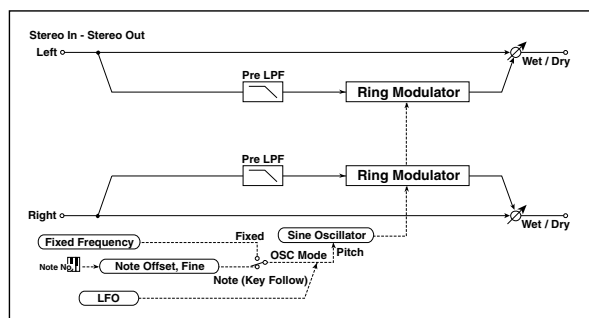 Stereo In - Stereo Out
Left
Wet / Dry
Pre LPF
Ring Modulator
Pre LPF
Ring Modulator
Right
Wet / Dry
Fixed Frequency
Fixed
Sine Oscillator
OSC Mode
Pitch
Note No.
Note Offset, Fine
Note (Key Follow)
LFO